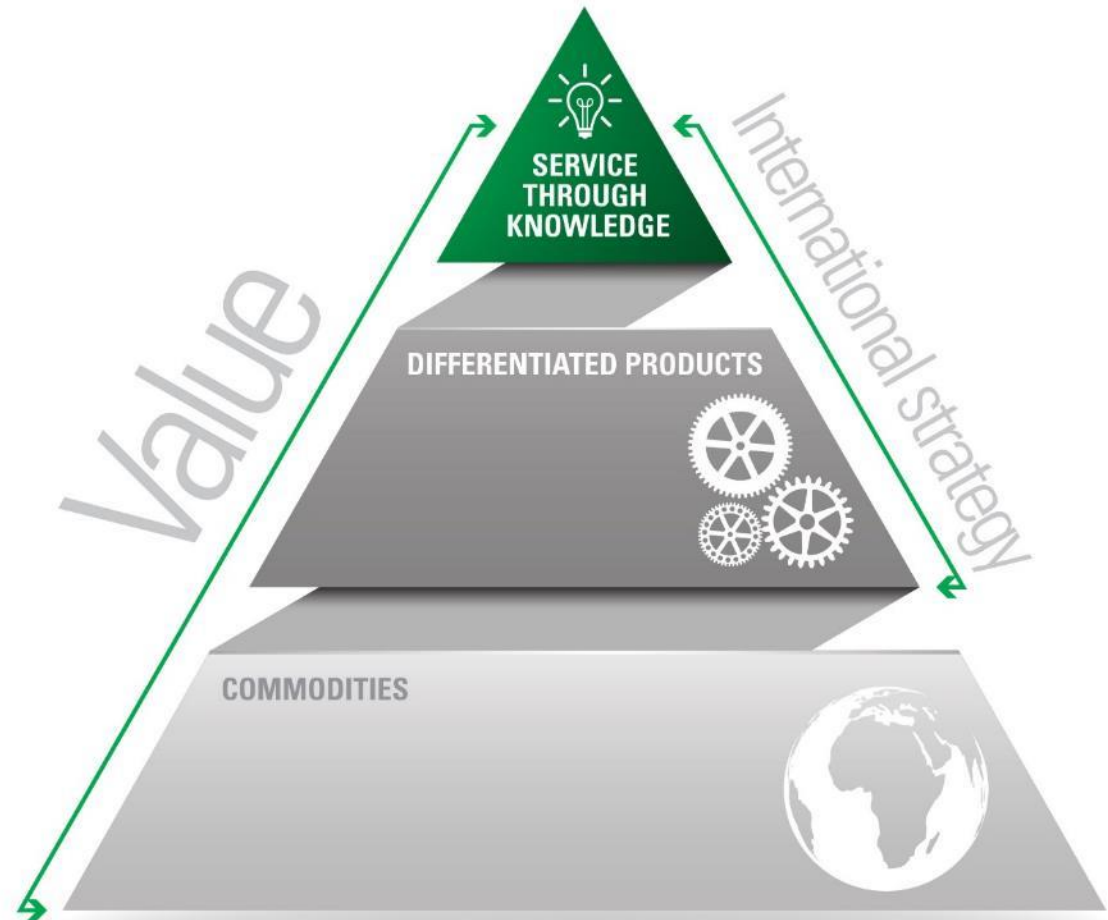 SERVICE
THROUGH
KNOWLEDGE
Value
International strategy
DIFFERENTIATED PRODUCTS
COMMODITIES